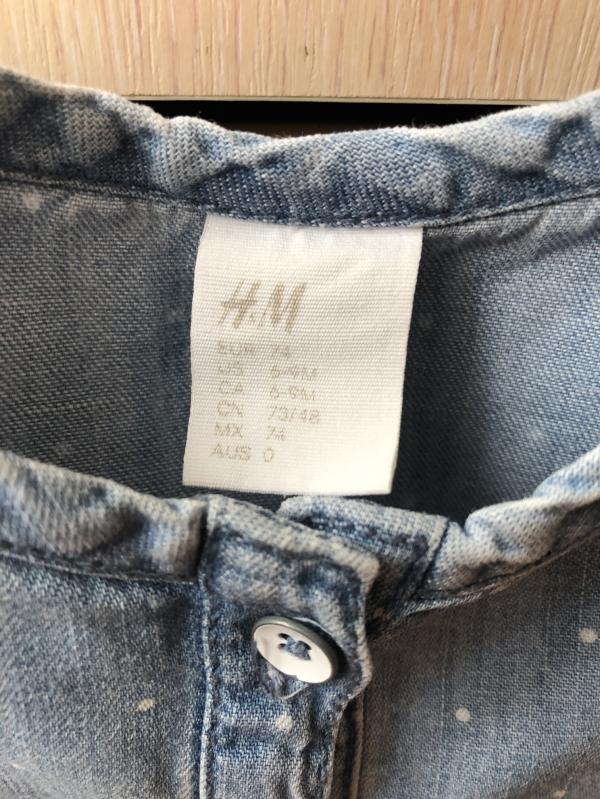 H&M
EUR 74
US 6-9M
CA 6-9M
CN 73/48
MX 74
AUS 0